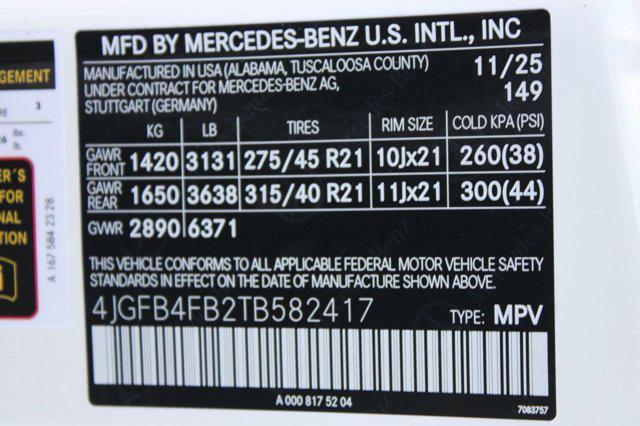 MFD BY MERCEDES-BENZ U.S. INTL., INC
MANUFACTURED IN USA (ALABAMA, TUSCALOOSA COUNTY) 11/25
UNDER CONTRACT FOR MERCEDES-BENZ AG, 149
STUTTGART (GERMANY)
KG LB TIRES RIM SIZE COLD KPA (PSI)
GAWR FRONT 1420 3131 275/45 R21 10Jx21 260(38)
GAWR REAR 1650 3638 315/40 R21 11Jx21 300(44)
GVWR 2890 6371
THIS VEHICLE CONFORMS TO ALL APPLICABLE FEDERAL MOTOR VEHICLE SAFETY
STANDARDS IN EFFECT ON THE DATE OF MANUFACTURE SHOWN ABOVE.
4JGFB4FB2TB582417 TYPE: MPV
A 000 817 52 04
7083757
3
lbs.
lb.
FOR
A 167 584 23 28